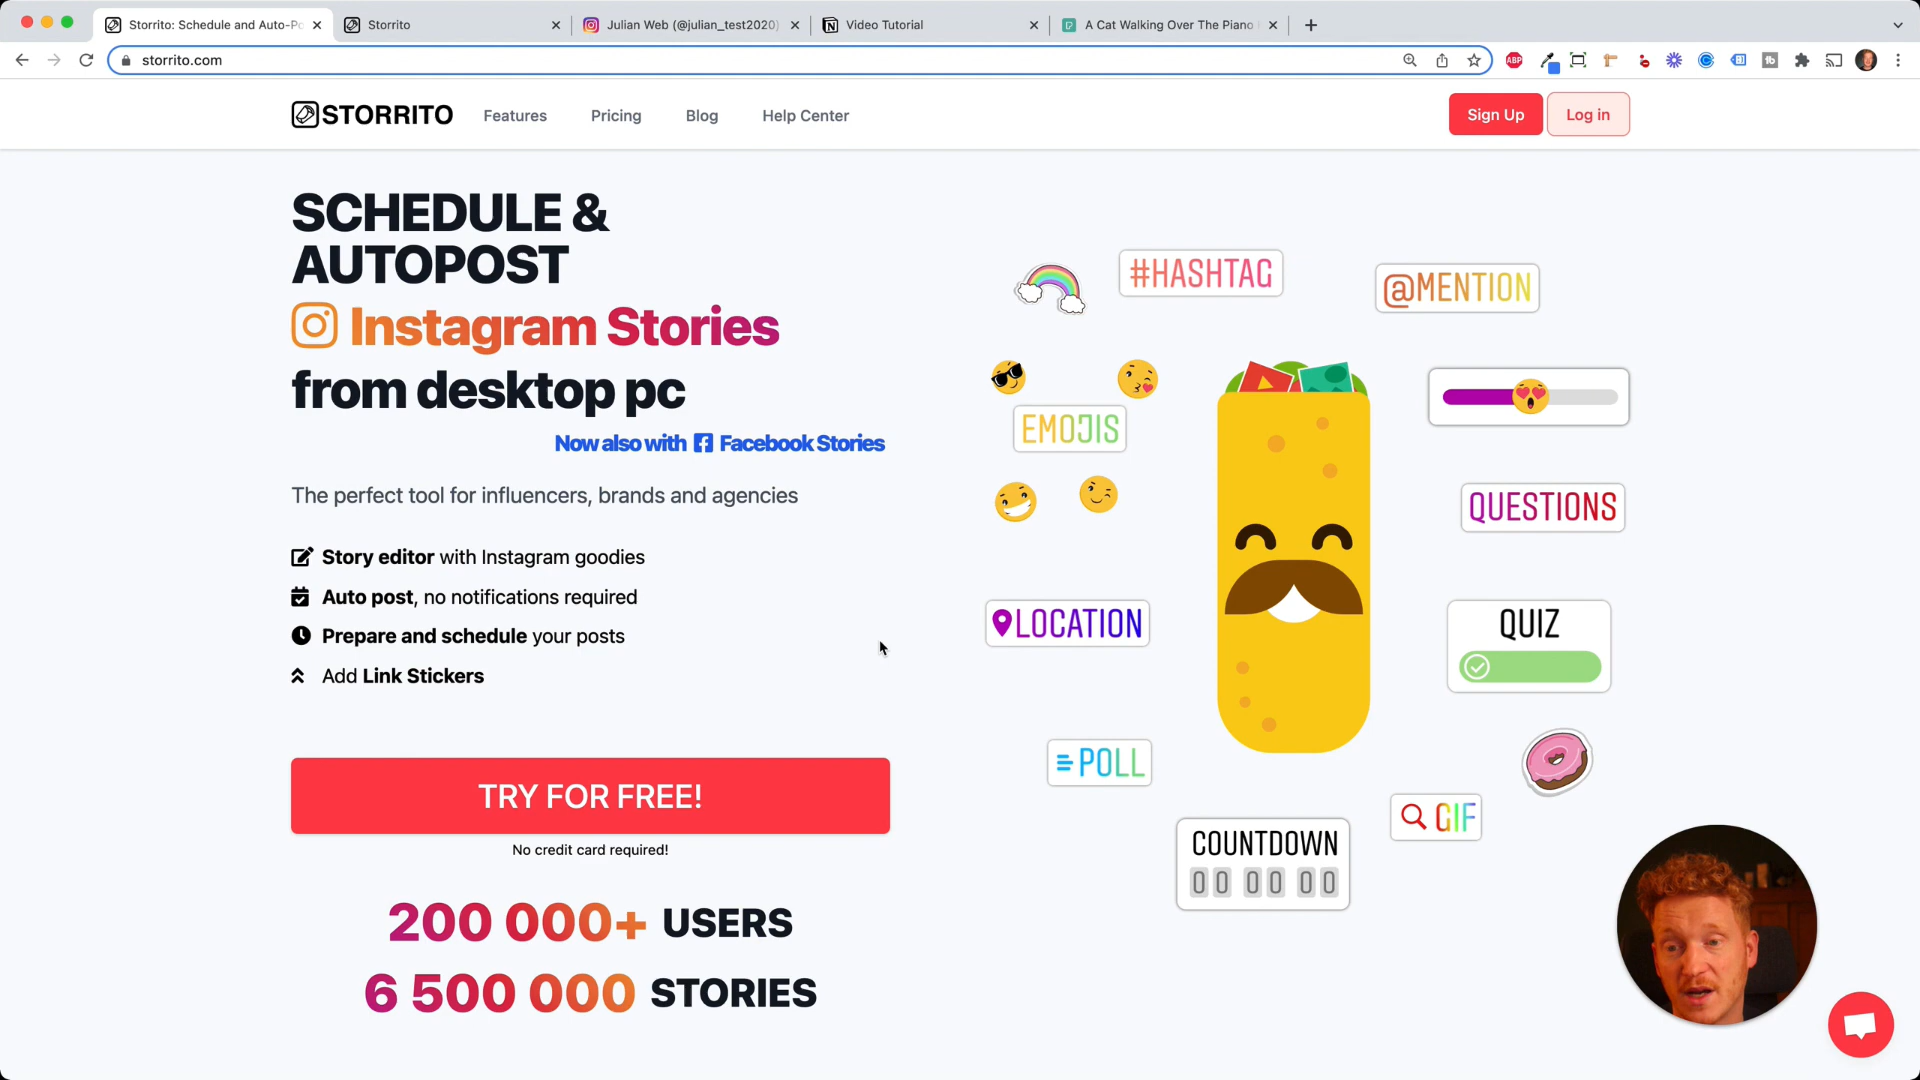 Storrito: Schedule and Auto-Po
Storrito
Julian Web (@julian_test2020)
Video Tutorial
A Cat Walking Over The Piano
storrito.com
ABP
STORRITO
Features
Pricing
Blog
Help Center
Sign Up
Log in
SCHEDULE &
AUTOPOST
Instagram Stories
from desktop pc
Now also with Facebook Stories
The perfect tool for influencers, brands and agencies
Story editor with Instagram goodies
Auto post, no notifications required
Prepare and schedule your posts
Add Link Stickers
TRY FOR FREE!
No credit card required!
200 000+ USERS
6 500 000 STORIES
#HASHTAG
@MENTION
EMOJIS
QUESTIONS
LOCATION
QUIZ
POLL
GIF
COUNTDOWN
00 00 00